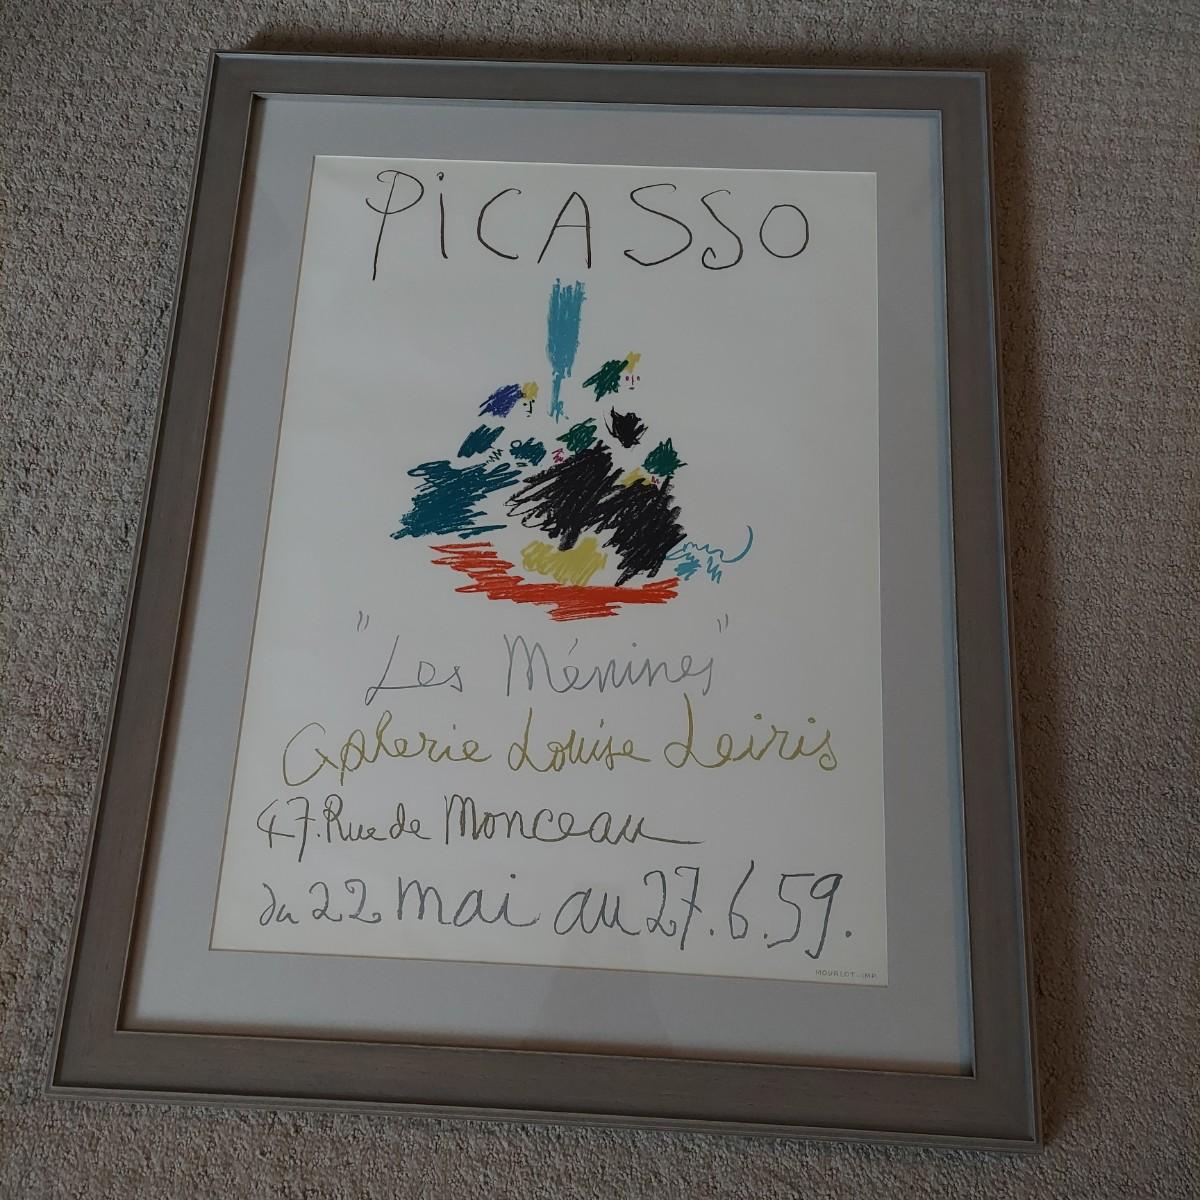 PiCASSO
"Les Ménines"
Galerie Louise Leiris
47. Rue de Monceau
du 22 mai au 27.6.59.
MOURLOT-IMP.